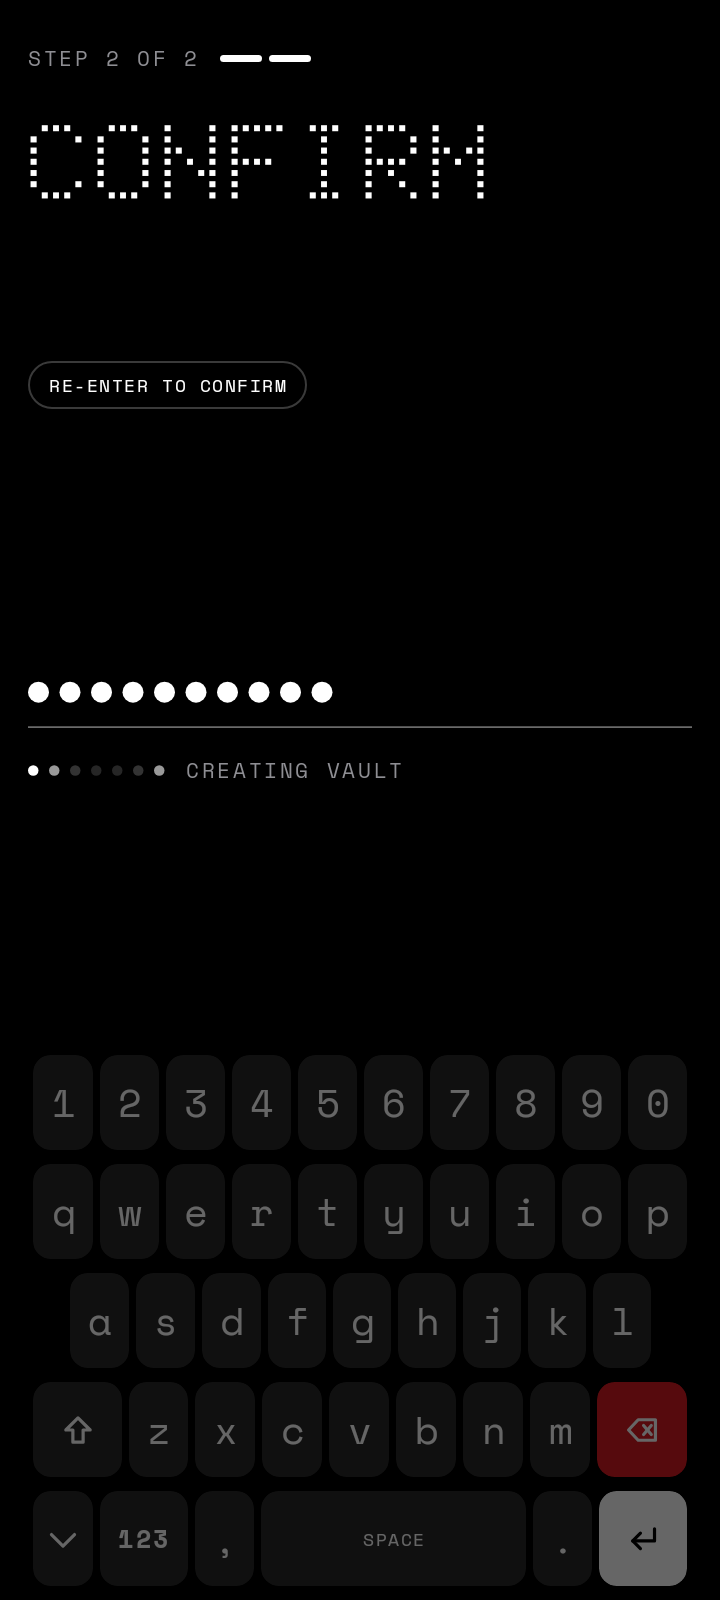 STEP 2 OF 2
CONFIRM
RE-ENTER TO CONFIRM
CREATING VAULT
1 2 3 4 5 6 7 8 9 0
q w e r t y u i o p
a s d f g h j k l
z x c v b n m
123 , SPACE .